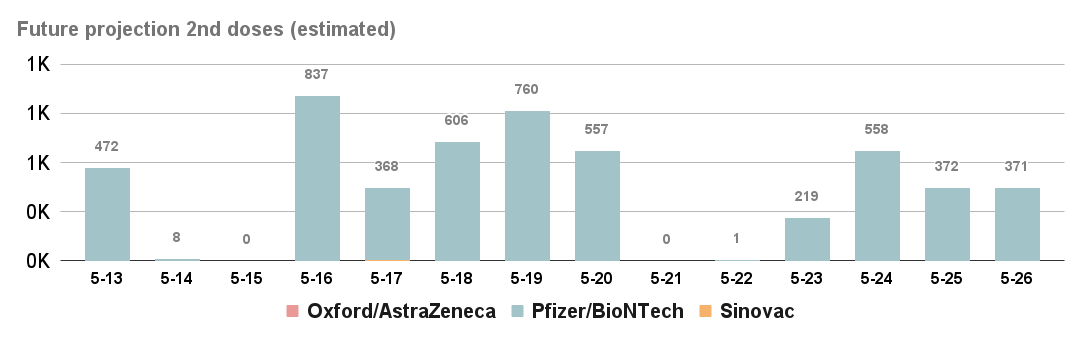 Future projection 2nd doses (estimated)
1K
1K
1K
0K
0K
472
8
0
837
368
606
760
557
0
1
219
558
372
371
5-13 5-14 5-15 5-16 5-17 5-18 5-19 5-20 5-21 5-22 5-23 5-24 5-25 5-26
Oxford/AstraZeneca Pfizer/BioNTech Sinovac